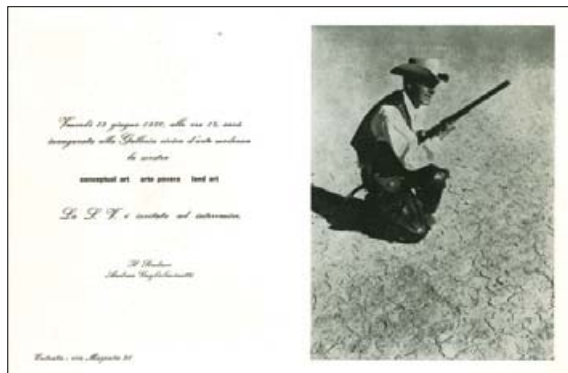 Venerdì 12 giugno 1970, alle ore 18, sarà
inaugurata alla Galleria civica d'arte moderna
la mostra
conceptual art arte povera land art
La S. V. è invitata ad intervenire.
Il Sindaco
Andrea Guglielminetti
Entrata: via Magenta 31